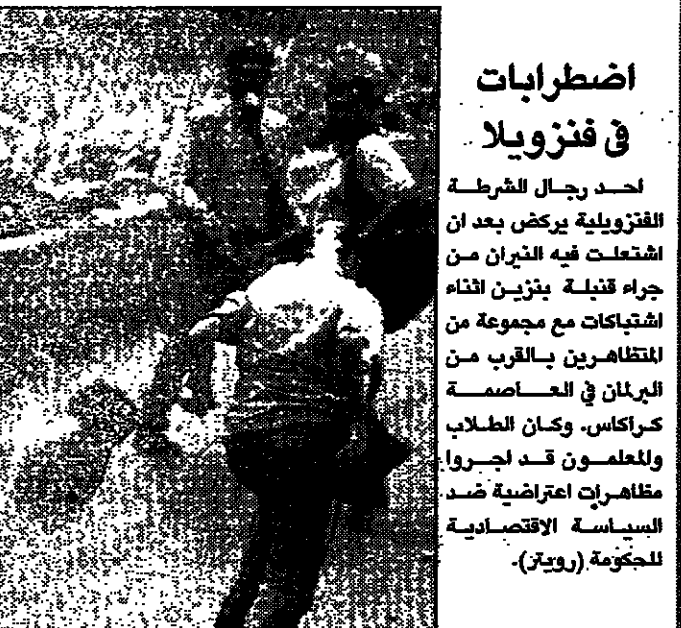 اضطرابات
في فنزويلا
احد رجال الشرطة
الفنزويلية يركض بعد ان
اشتعلت فيه النيران من
جراء قنبلة بنزين اثناء
اشتباكات مع مجموعة من
المتظاهرين بالقرب من
البرلمان في العاصمة
كراكاس. وكان الطلاب
والمعلمون قد اجروا
مظاهرات اعتراضية ضد
السياسة الاقتصادية
للحكومة (رويتر).